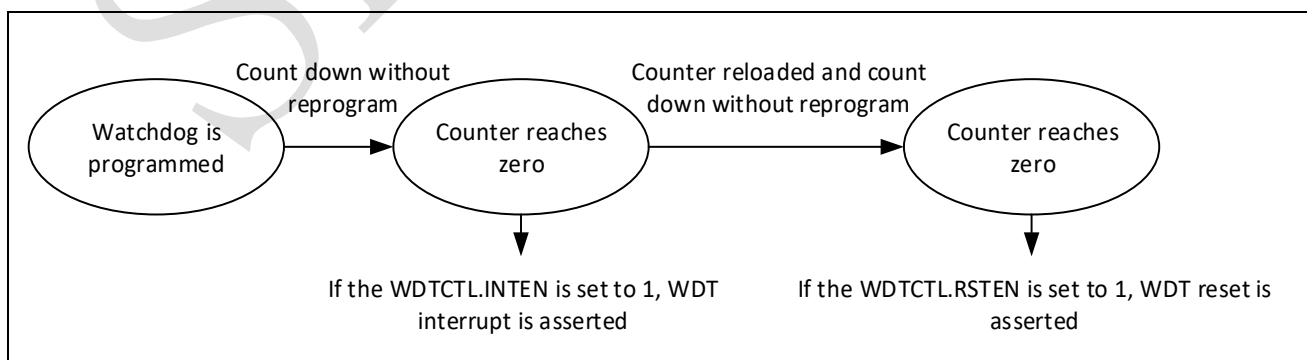 Count down without
reprogram
Counter reloaded and count
down without reprogram
Watchdog is
programmed
Counter reaches
zero
Counter reaches
zero
If the WDTCTL.INTEN is set to 1, WDT
interrupt is asserted
If the WDTCTL.RSTEN is set to 1, WDT reset is
asserted